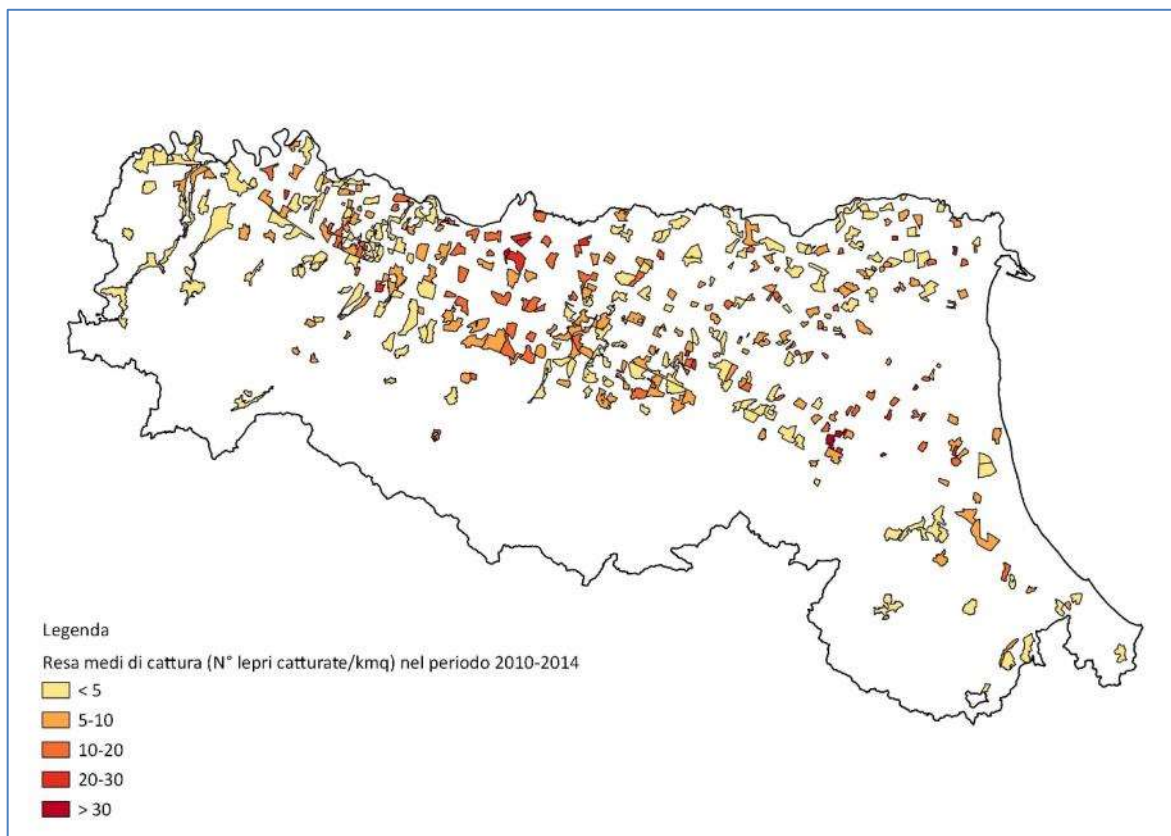 Legenda
Resa medi di cattura (N° lepri catturate/kmq) nel periodo 2010-2014
< 5
5-10
10-20
20-30
> 30